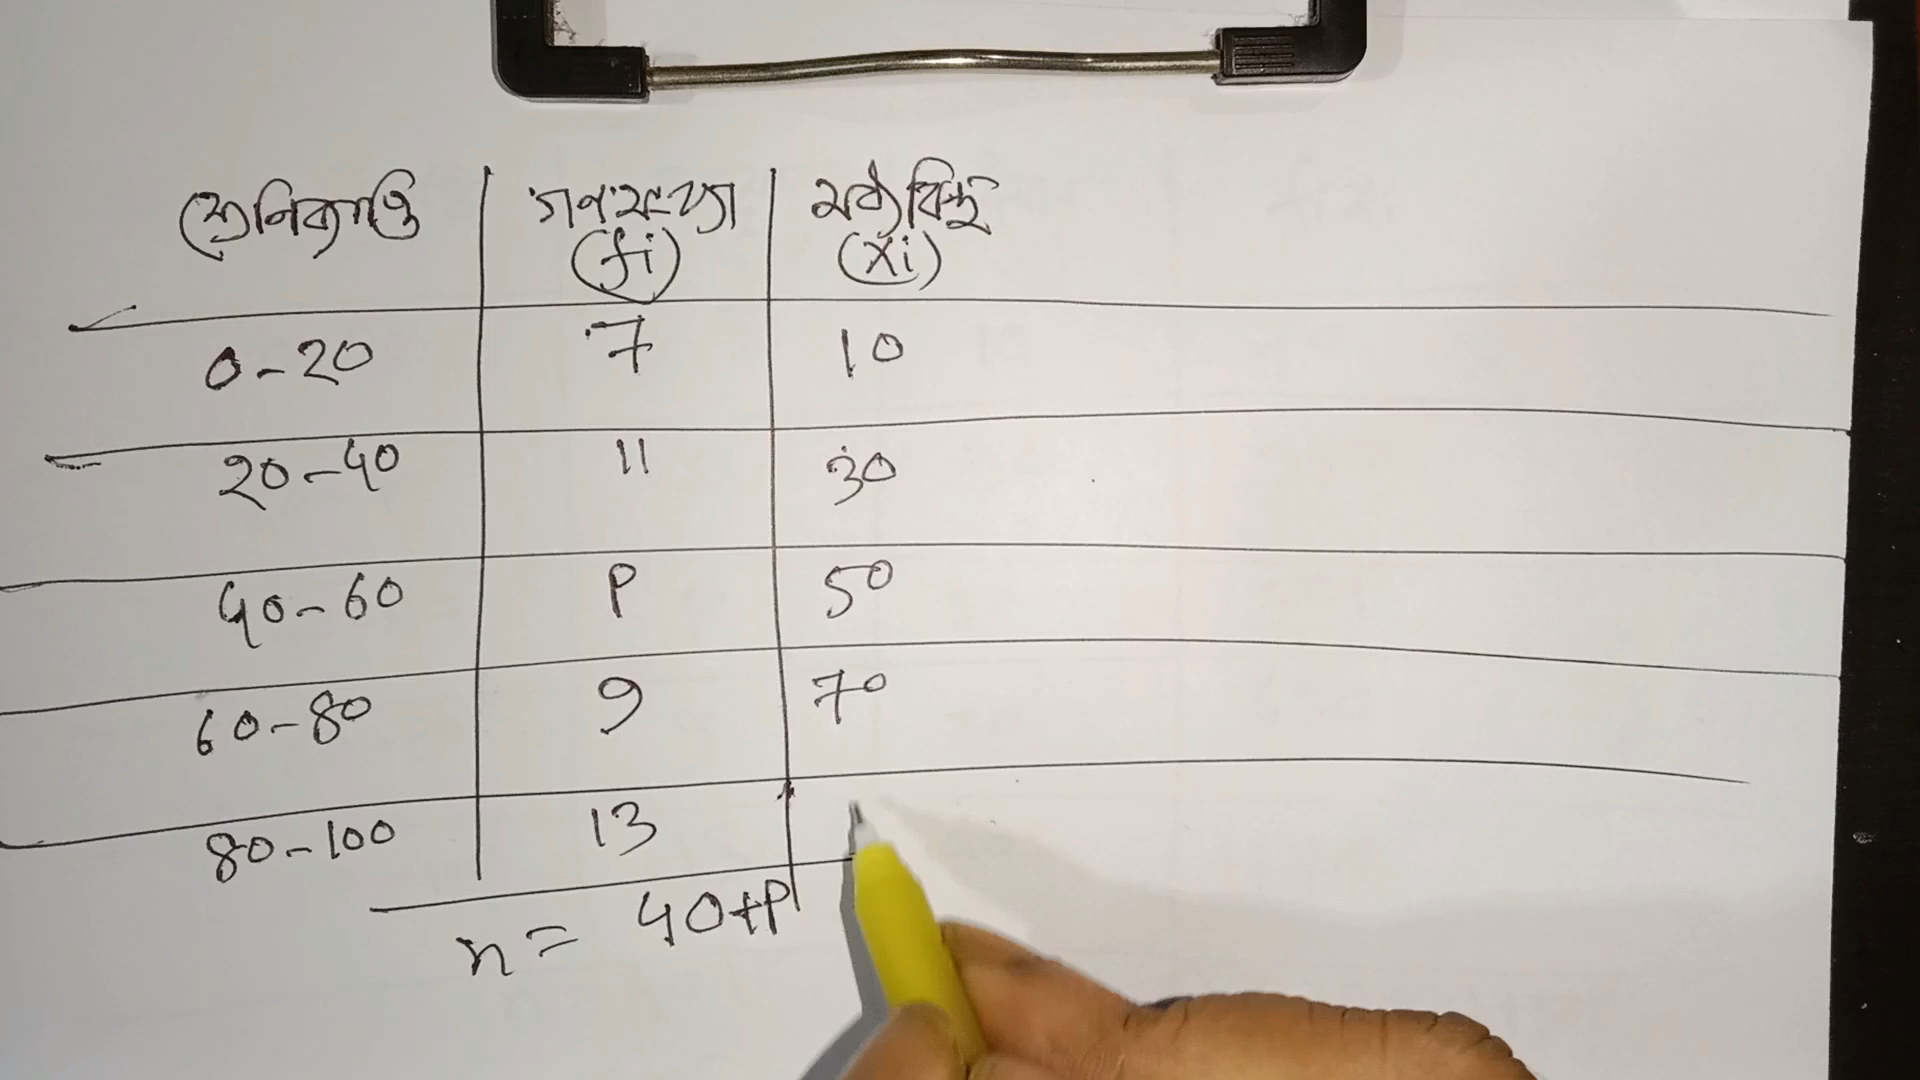 শ্রেনিব্যাপ্তি গনসংখ্যা মধ্যবিন্দু
(fi) (xi)
0-20 7 10
20-40 11 30
40-60 P 50
60-80 9 70
80-100 13
n = 40+P